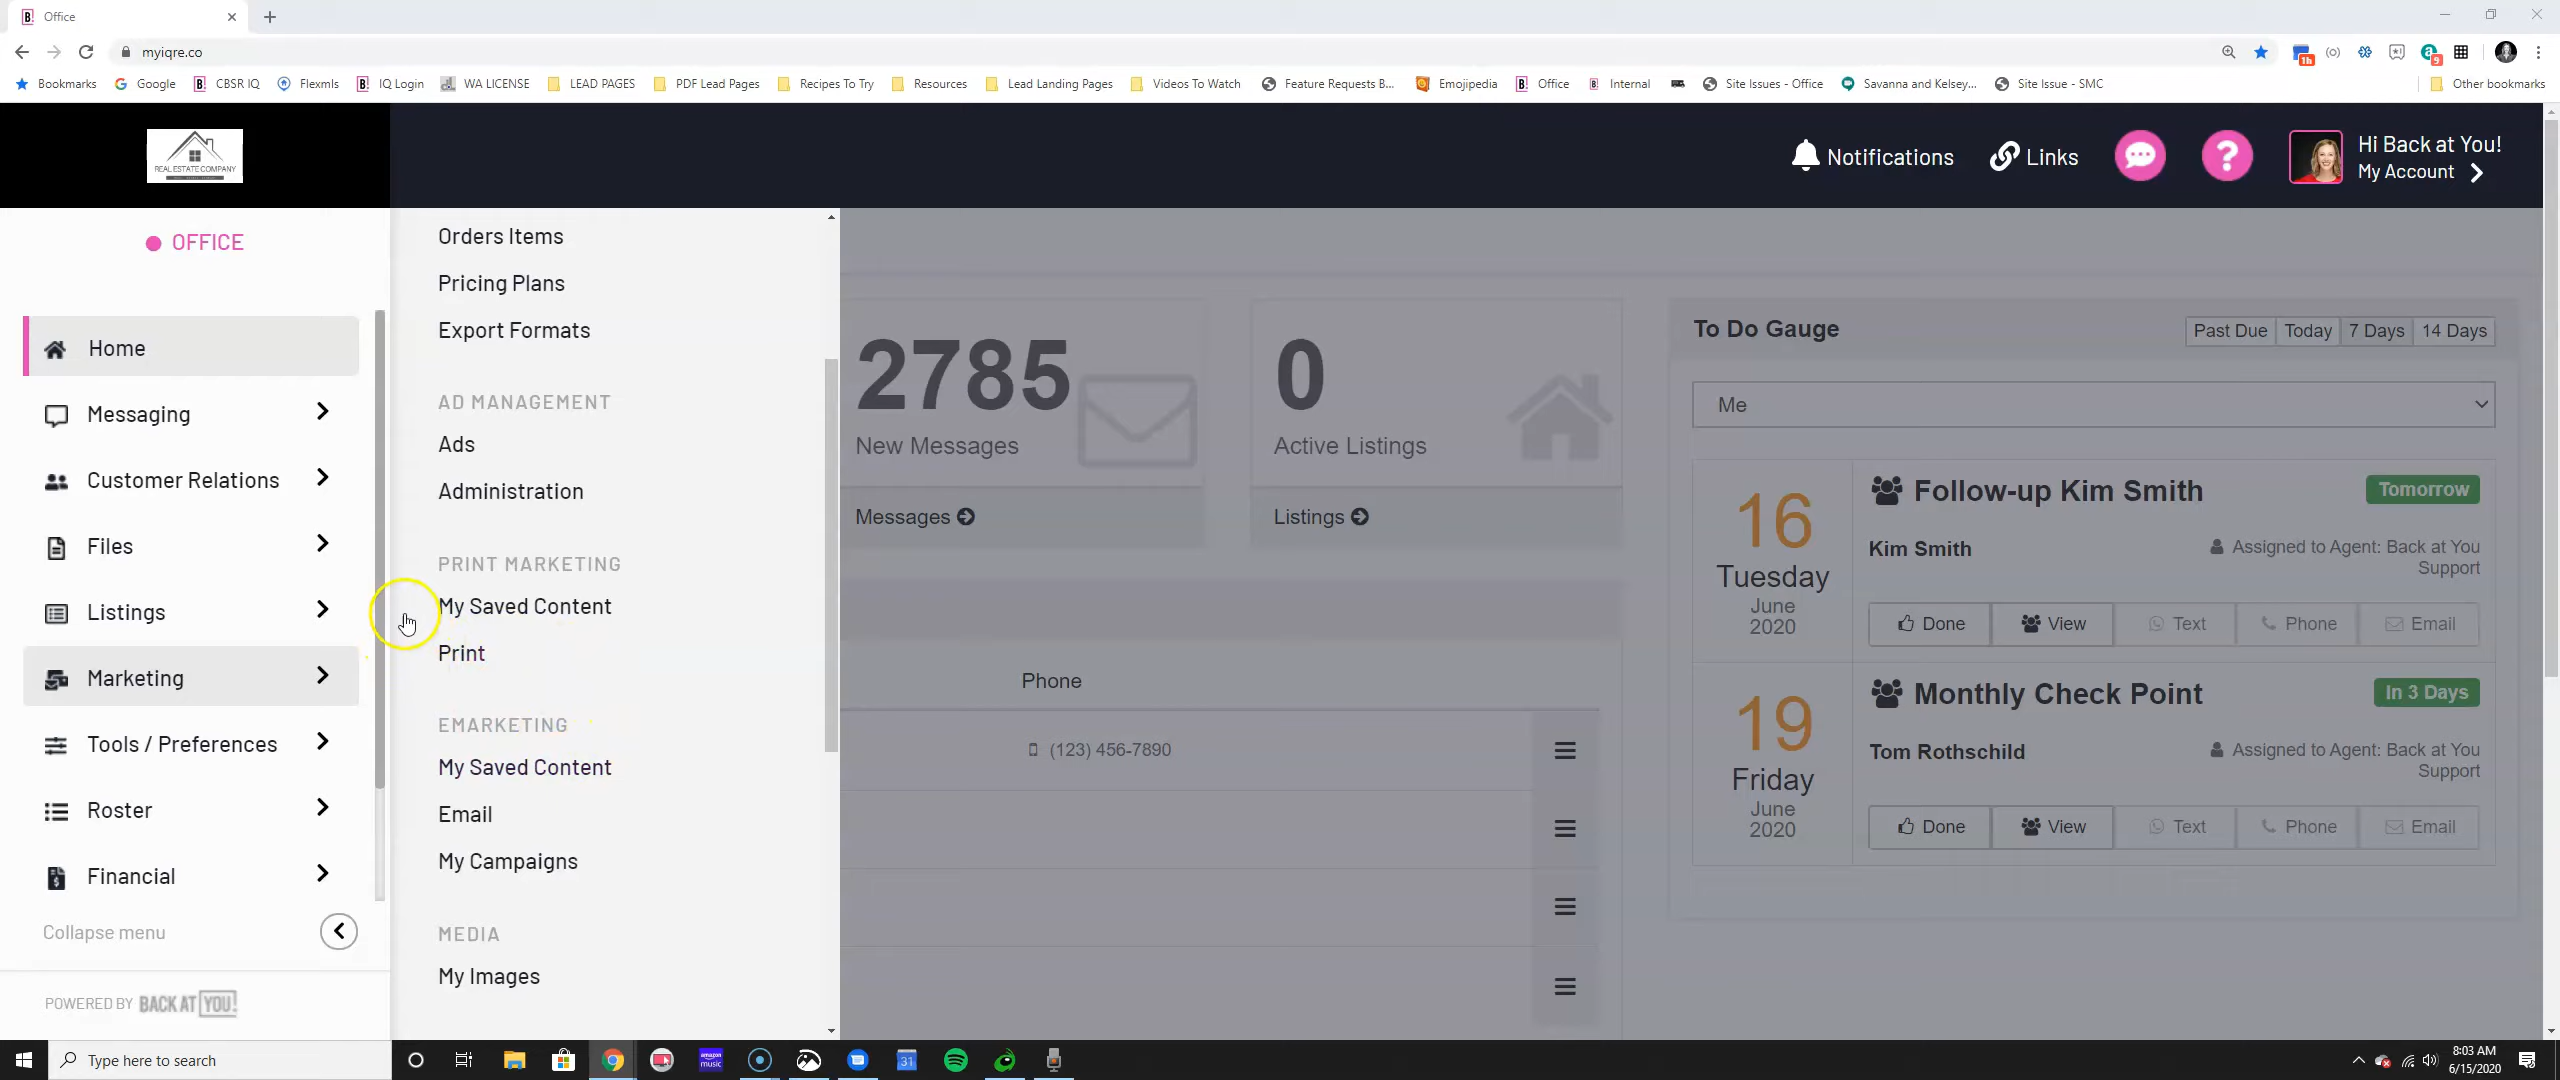 Office
myiqre.co
Bookmarks Google CBSR IQ Flexmls IQ Login WA LICENSE LEAD PAGES PDF Lead Pages Recipes To Try Resources Lead Landing Pages Videos To Watch Feature Requests B... Emojipedia Office Internal Site Issues - Office Savanna and Kelsey... Site Issue - SMC Other bookmarks
1h
9
REAL ESTATE COMPANY
Notifications
Links
Hi Back at You!
My Account
OFFICE
Home
Messaging
Customer Relations
Files
Listings
Marketing
Tools / Preferences
Roster
Financial
Collapse menu
POWERED BY BACK AT YOU!
Orders Items
Pricing Plans
Export Formats
AD MANAGEMENT
Ads
Administration
PRINT MARKETING
My Saved Content
Print
EMARKETING
My Saved Content
Email
My Campaigns
MEDIA
My Images
2785
New Messages
Messages
0
Active Listings
Listings
Phone
(123) 456-7890
To Do Gauge
Past Due Today 7 Days 14 Days
Me
16
Tuesday
June
2020
Follow-up Kim Smith
Tomorrow
Kim Smith
Assigned to Agent: Back at You
Support
Done View Text Phone Email
19
Friday
June
2020
Monthly Check Point
In 3 Days
Tom Rothschild
Assigned to Agent: Back at You
Support
Done View Text Phone Email
Type here to search
amazon
music
31
8:03 AM
6/15/2020